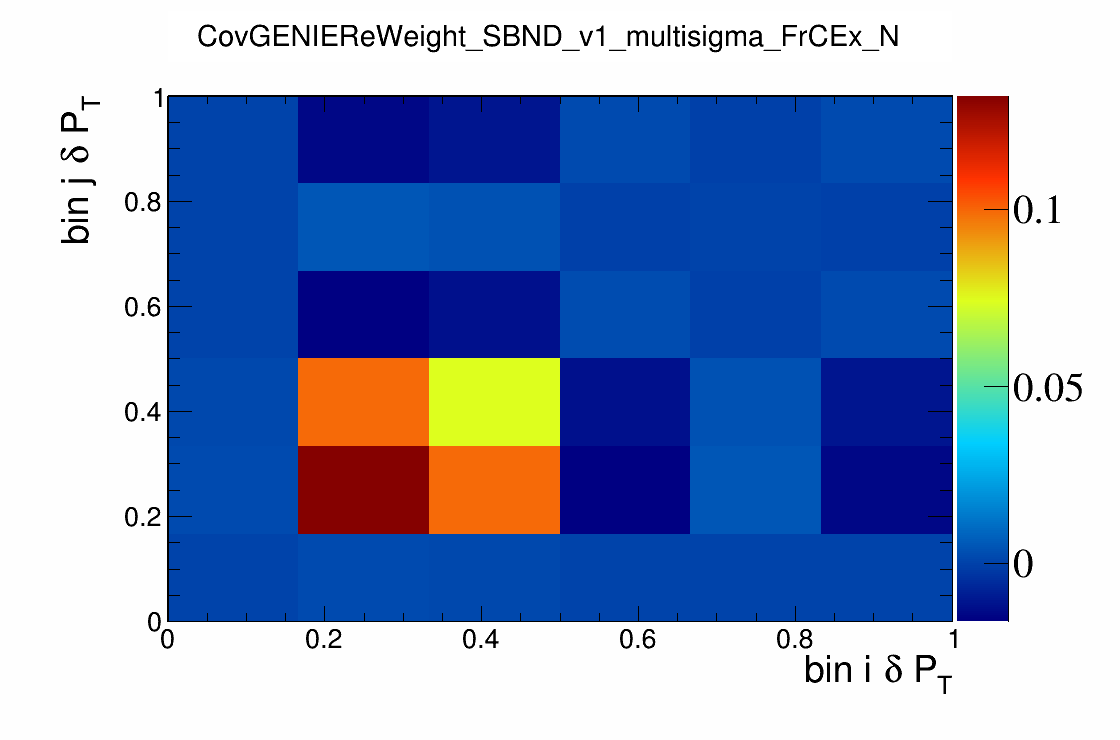 CovGENIEReWeight_SBND_v1_multisigma_FrCEx_N
bin j δ P_T
1
0.8
0.6
0.4
0.2
0
0 0.2 0.4 0.6 0.8 1
bin i δ P_T
0.1
0.05
0